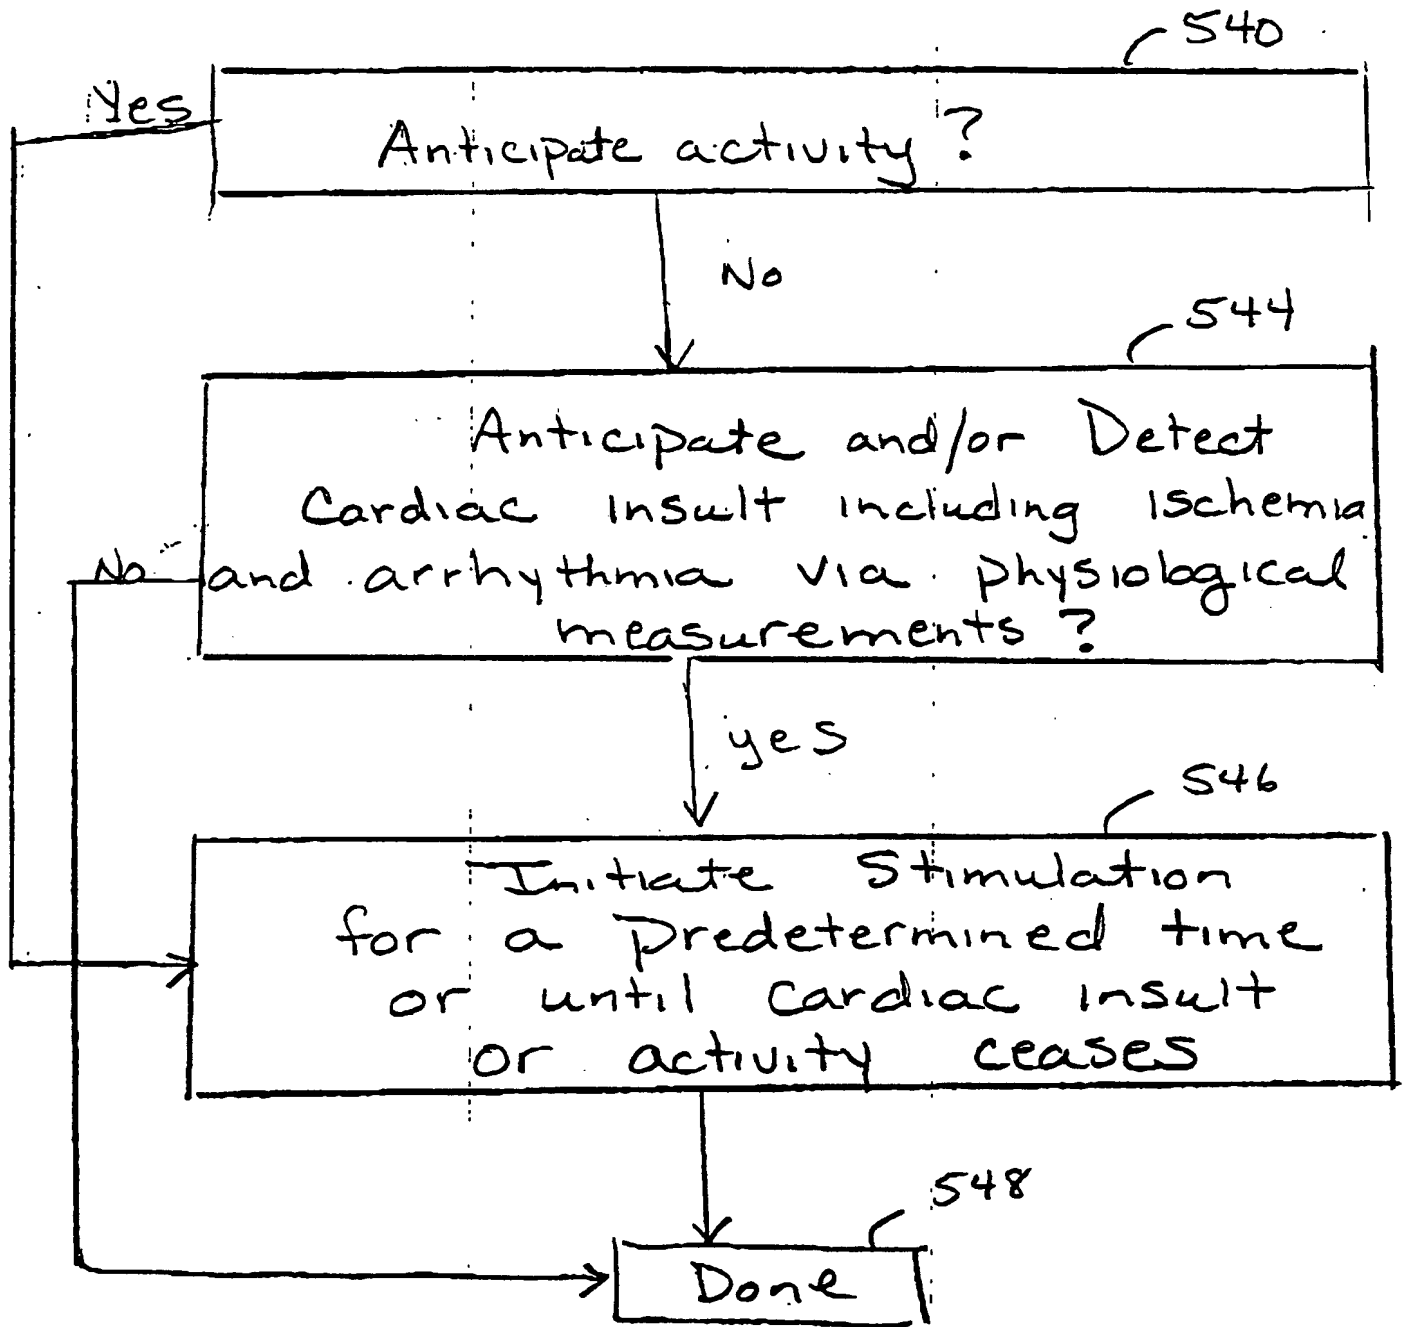 540
Yes
Anticipate activity?
No
544
Anticipate and/or Detect
Cardiac insult including ischemia
No
and arrhythmia via physiological
measurements?
yes
546
Initiate Stimulation
for a predetermined time
or until cardiac insult
or activity ceases
548
Done